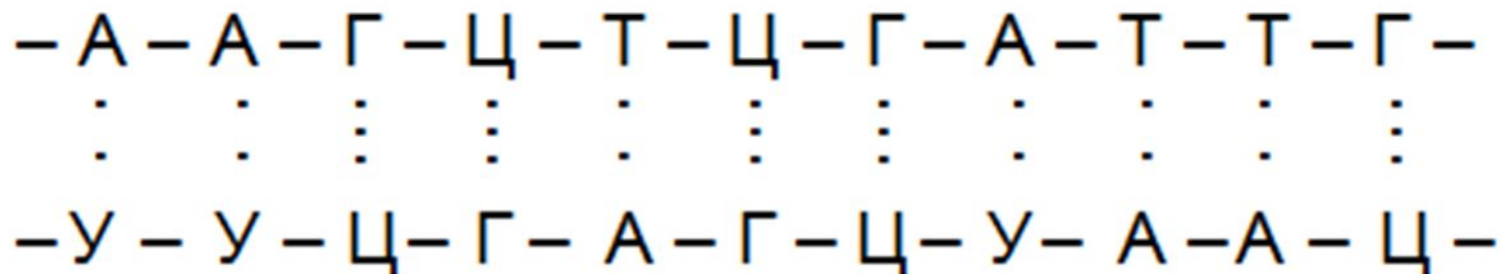 – А – А – Г – Ц – Т – Ц – Г – А – Т – Т – Г –
– У – У – Ц – Г – А – Г – Ц – У – А – А – Ц –